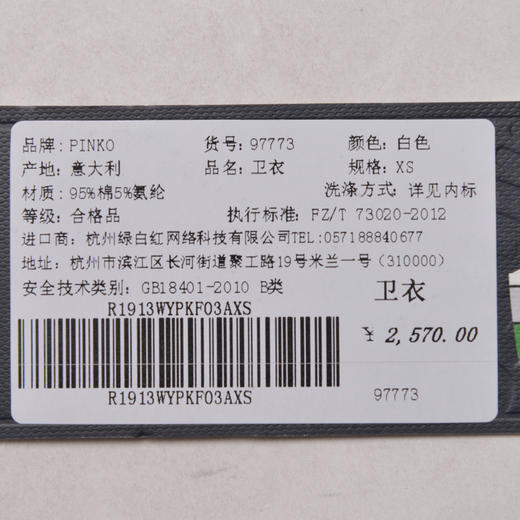 品牌: PINKO 货号: 97773 颜色: 白色
产地: 意大利 品名: 卫衣 规格: XS
材质: 95%棉5%氨纶 洗涤方式: 详见内标
等级: 合格品 执行标准: FZ/T 73020-2012
进口商: 杭州绿白红网络科技有限公司TEL:057188840677
地址: 杭州市滨江区长河街道聚工路19号米兰一号 (310000)
安全技术类别: GB18401-2010 B类
R1913WYPKF03AXS
卫衣
¥ 2,570.00
R1913WYPKF03AXS
97773